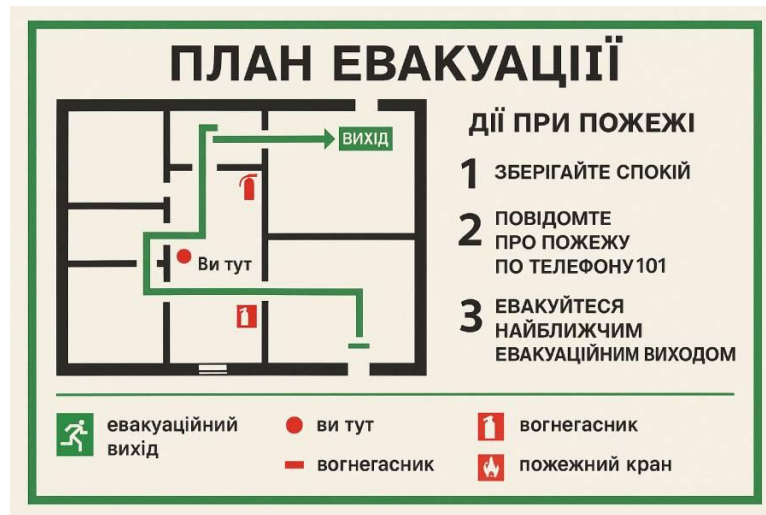 ПЛАН ЕВАКУАЦІІЇ
ВИХІД
Ви тут
ДІЇ ПРИ ПОЖЕЖІ
1 ЗБЕРІГАЙТЕ СПОКІЙ
2 ПОВІДОМТЕ
ПРО ПОЖЕЖУ
ПО ТЕЛЕФОНУ 101
3 ЕВАКУЙТЕСЯ
НАЙБЛИЖЧИМ
ЕВАКУАЦІЙНИМ ВИХОДОМ
евакуаційний
вихід
ви тут
вогнегасник
вогнегасник
пожежний кран